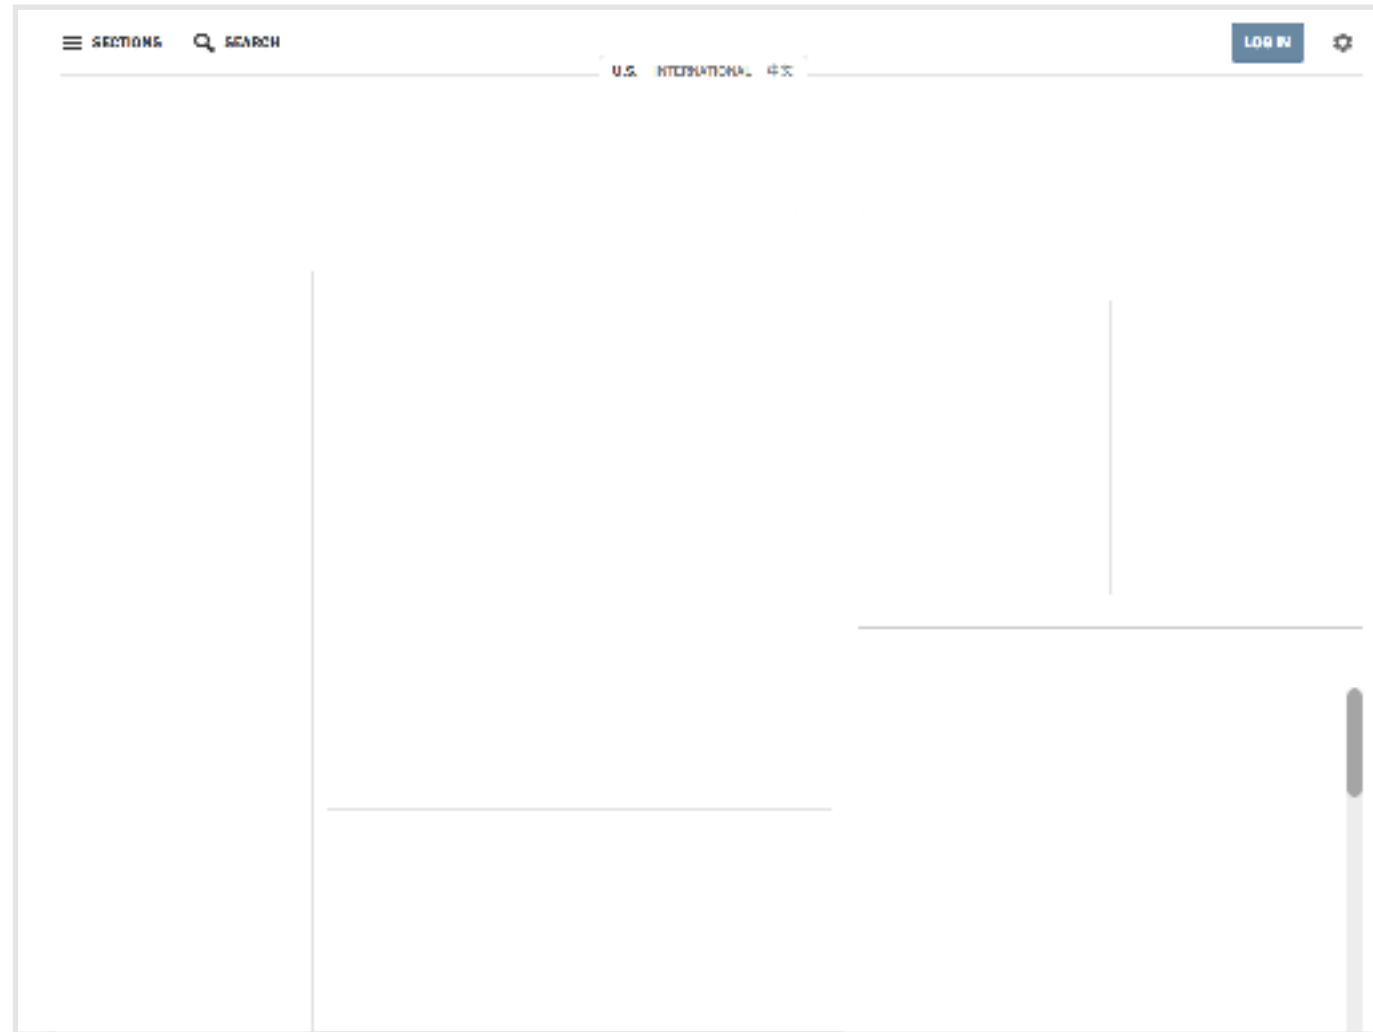 SECTIONS SEARCH LOG IN
U.S. INTERNATIONAL 中文